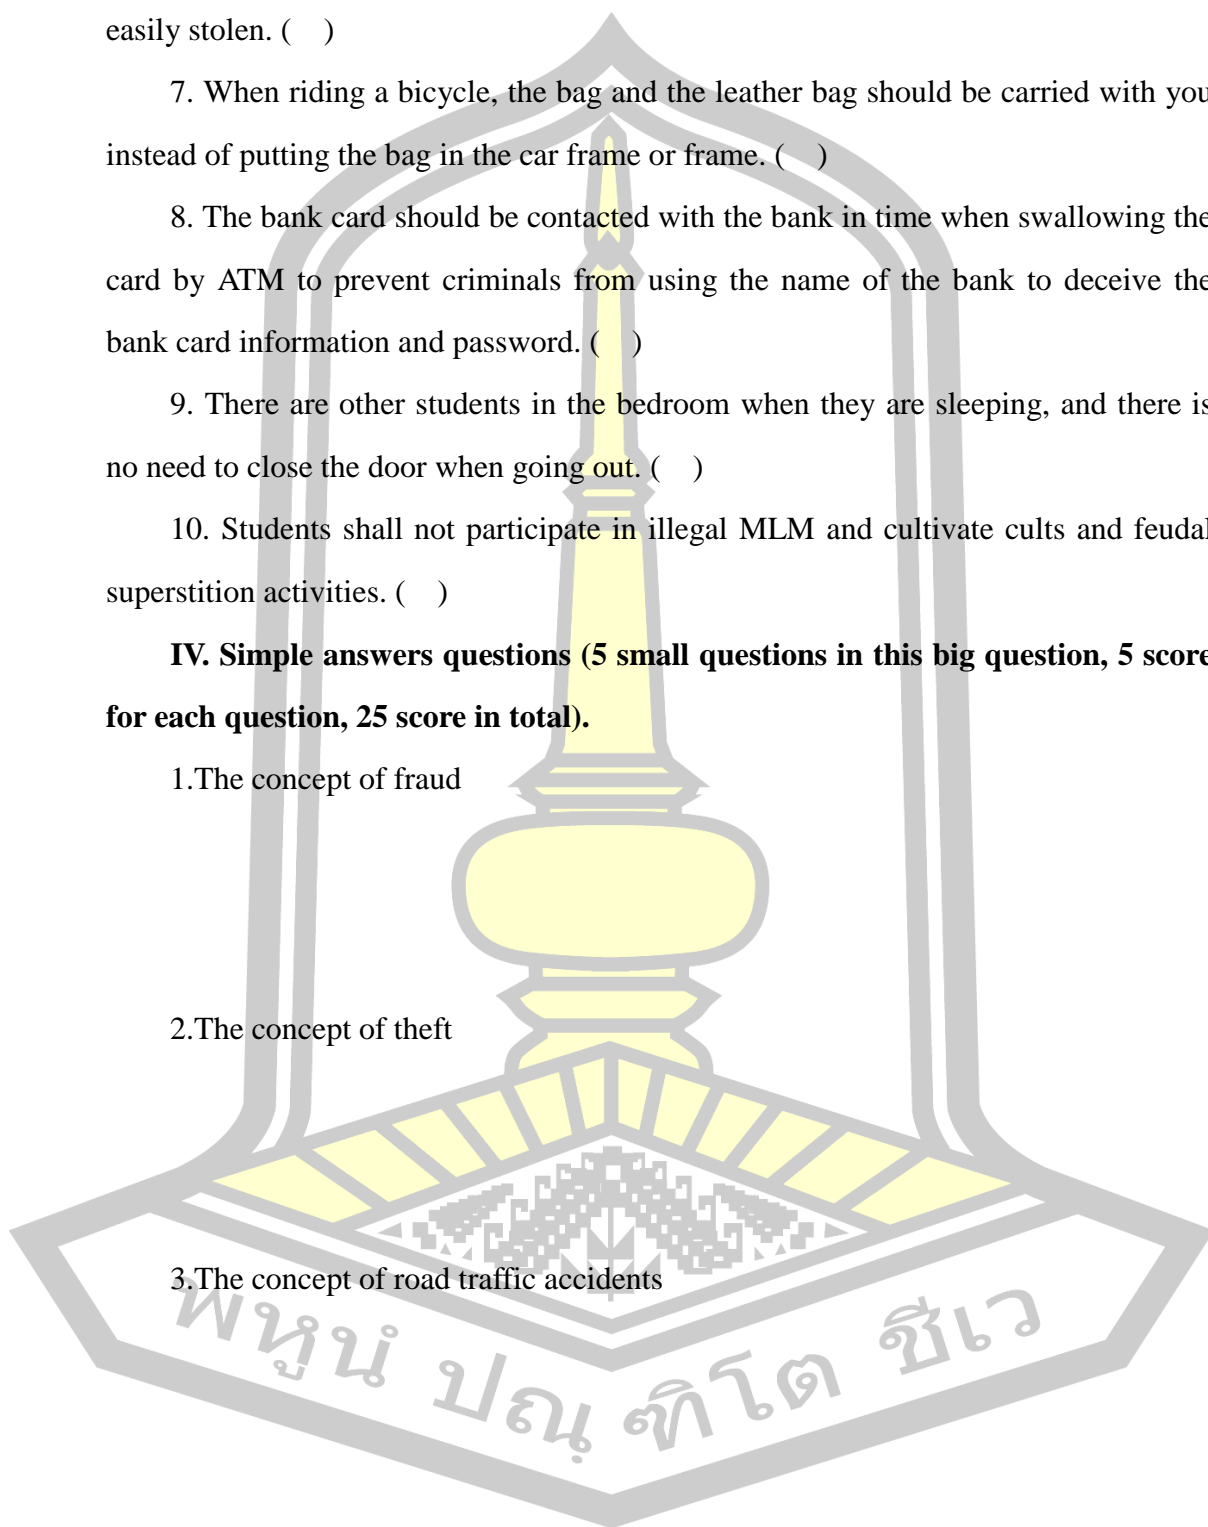 easily stolen. (    )
7. When riding a bicycle, the bag and the leather bag should be carried with you
instead of putting the bag in the car frame or frame. (    )
8. The bank card should be contacted with the bank in time when swallowing the
card by ATM to prevent criminals from using the name of the bank to deceive the
bank card information and password. (    )
9. There are other students in the bedroom when they are sleeping, and there is
no need to close the door when going out. (    )
10. Students shall not participate in illegal MLM and cultivate cults and feudal
superstition activities. (    )
IV. Simple answers questions (5 small questions in this big question, 5 score
for each question, 25 score in total).
1.The concept of fraud
2.The concept of theft
3.The concept of road traffic accidents
พหูนํ ปณฺฑิโต ชีเว